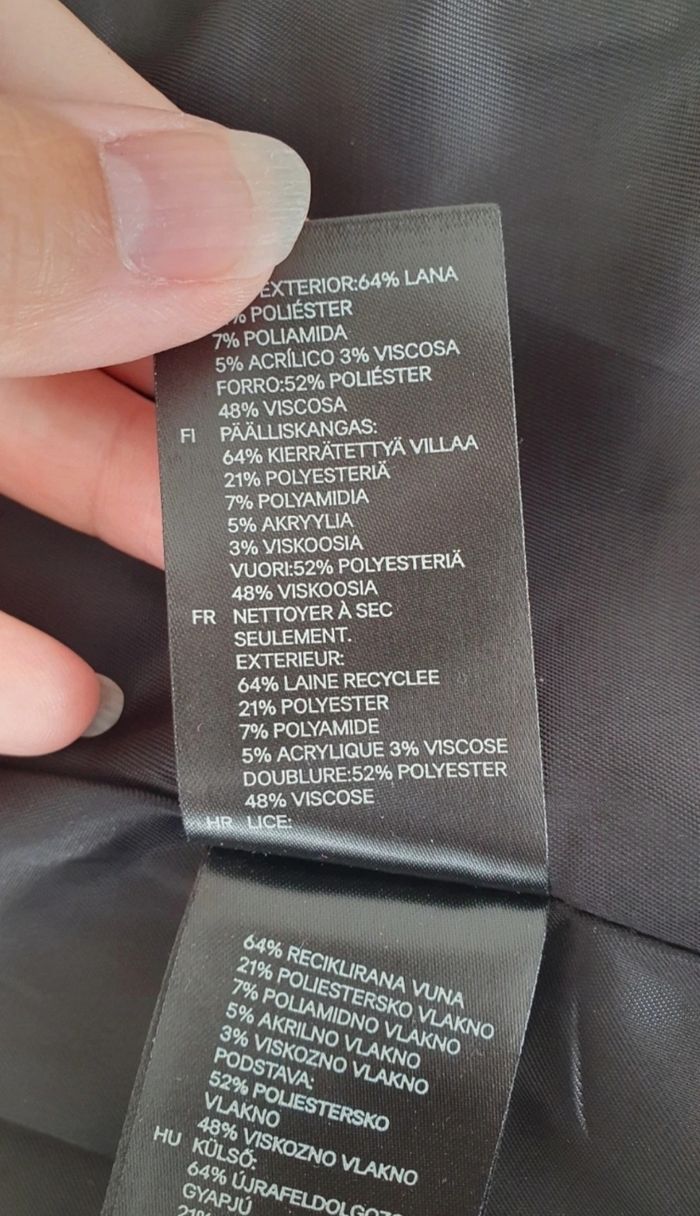 EXTERIOR:64% LANA
% POLIÉSTER
7% POLIAMIDA
5% ACRÍLICO 3% VISCOSA
FORRO:52% POLIÉSTER
48% VISCOSA
FI PÄÄLLISKANGAS:
64% KIERRÄTETTYÄ VILLAA
21% POLYESTERIÄ
7% POLYAMIDIA
5% AKRYYLIA
3% VISKOOSIA
VUORI:52% POLYESTERIÄ
48% VISKOOSIA
FR NETTOYER À SEC
SEULEMENT.
EXTERIEUR:
64% LAINE RECYCLEE
21% POLYESTER
7% POLYAMIDE
5% ACRYLIQUE 3% VISCOSE
DOUBLURE:52% POLYESTER
48% VISCOSE
HR LICE:
64% RECIKLIRANA VUNA
21% POLIESTERSKO VLAKNO
7% POLIAMIDNO VLAKNO
5% AKRILNO VLAKNO
3% VISKOZNO VLAKNO
PODSTAVA:
52% POLIESTERSKO
VLAKNO
48% VISKOZNO VLAKNO
HU KÜLSŐ:
64% ÚJRAFELDOLGOZ
GYAPJÚ
21%